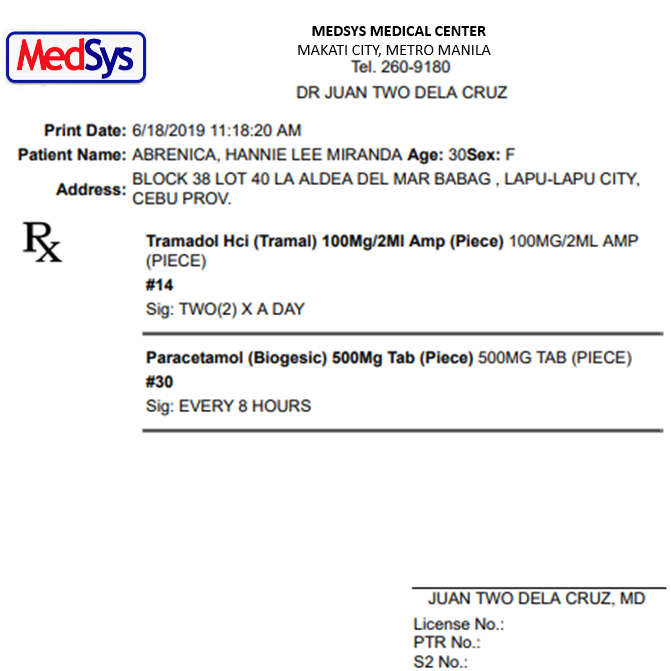 MedSys
MEDSYS MEDICAL CENTER
MAKATI CITY, METRO MANILA
Tel. 260-9180
DR JUAN TWO DELA CRUZ
Print Date: 6/18/2019 11:18:20 AM
Patient Name: ABRENICA, HANNIE LEE MIRANDA Age: 30Sex: F
Address: BLOCK 38 LOT 40 LA ALDEA DEL MAR BABAG , LAPU-LAPU CITY,
CEBU PROV.
Rx
Tramadol Hcl (Tramal) 100Mg/2Ml Amp (Piece) 100MG/2ML AMP
(PIECE)
#14
Sig: TWO(2) X A DAY
Paracetamol (Biogesic) 500Mg Tab (Piece) 500MG TAB (PIECE)
#30
Sig: EVERY 8 HOURS
JUAN TWO DELA CRUZ, MD
License No.:
PTR No.:
S2 No.: